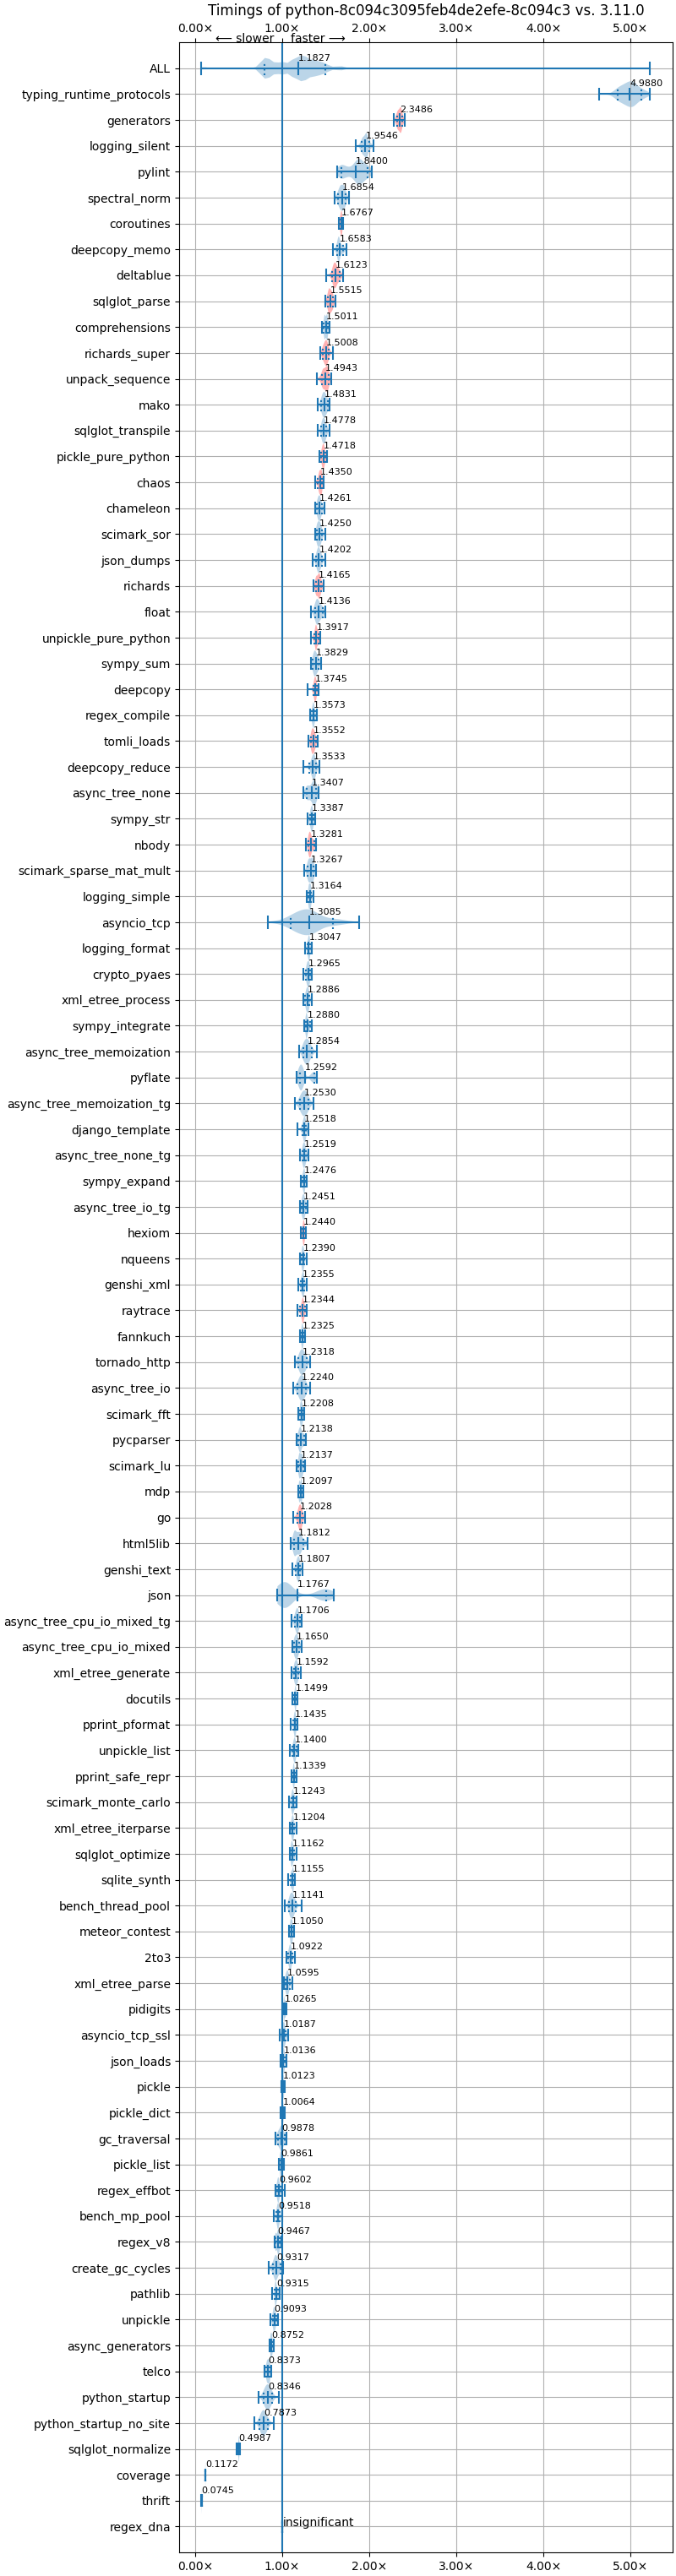 Timings of python-8c094c3095feb4de2efe-8c094c3 vs. 3.11.0
0.00× 1.00× 2.00× 3.00× 4.00× 5.00×
⟵ slower faster ⟶
ALL 1.1827
typing_runtime_protocols 4.9880
generators 2.3486
logging_silent 1.9546
pylint 1.8400
spectral_norm 1.6854
coroutines 1.6767
deepcopy_memo 1.6583
deltablue 1.6123
sqlglot_parse 1.5515
comprehensions 1.5011
richards_super 1.5008
unpack_sequence 1.4943
mako 1.4831
sqlglot_transpile 1.4778
pickle_pure_python 1.4718
chaos 1.4350
chameleon 1.4261
scimark_sor 1.4250
json_dumps 1.4202
richards 1.4165
float 1.4136
unpickle_pure_python 1.3917
sympy_sum 1.3829
deepcopy 1.3745
regex_compile 1.3573
tomli_loads 1.3552
deepcopy_reduce 1.3533
async_tree_none 1.3407
sympy_str 1.3387
nbody 1.3281
scimark_sparse_mat_mult 1.3267
logging_simple 1.3164
asyncio_tcp 1.3085
logging_format 1.3047
crypto_pyaes 1.2965
xml_etree_process 1.2886
sympy_integrate 1.2880
async_tree_memoization 1.2854
pyflate 1.2592
async_tree_memoization_tg 1.2530
django_template 1.2518
async_tree_none_tg 1.2519
sympy_expand 1.2476
async_tree_io_tg 1.2451
hexiom 1.2440
nqueens 1.2390
genshi_xml 1.2355
raytrace 1.2344
fannkuch 1.2325
tornado_http 1.2318
async_tree_io 1.2240
scimark_fft 1.2208
pycparser 1.2138
scimark_lu 1.2137
mdp 1.2097
go 1.2028
html5lib 1.1812
genshi_text 1.1807
json 1.1767
async_tree_cpu_io_mixed_tg 1.1706
async_tree_cpu_io_mixed 1.1650
xml_etree_generate 1.1592
docutils 1.1499
pprint_pformat 1.1435
unpickle_list 1.1400
pprint_safe_repr 1.1339
scimark_monte_carlo 1.1243
xml_etree_iterparse 1.1204
sqlglot_optimize 1.1162
sqlite_synth 1.1155
bench_thread_pool 1.1141
meteor_contest 1.1050
2to3 1.0922
xml_etree_parse 1.0595
pidigits 1.0265
asyncio_tcp_ssl 1.0187
json_loads 1.0136
pickle 1.0123
pickle_dict 1.0064
gc_traversal 0.9878
pickle_list 0.9861
regex_effbot 0.9602
bench_mp_pool 0.9518
regex_v8 0.9467
create_gc_cycles 0.9317
pathlib 0.9315
unpickle 0.9093
async_generators 0.8752
telco 0.8373
python_startup 0.8346
python_startup_no_site 0.7873
sqlglot_normalize 0.4987
coverage 0.1172
thrift 0.0745
regex_dna insignificant
0.00× 1.00× 2.00× 3.00× 4.00× 5.00×